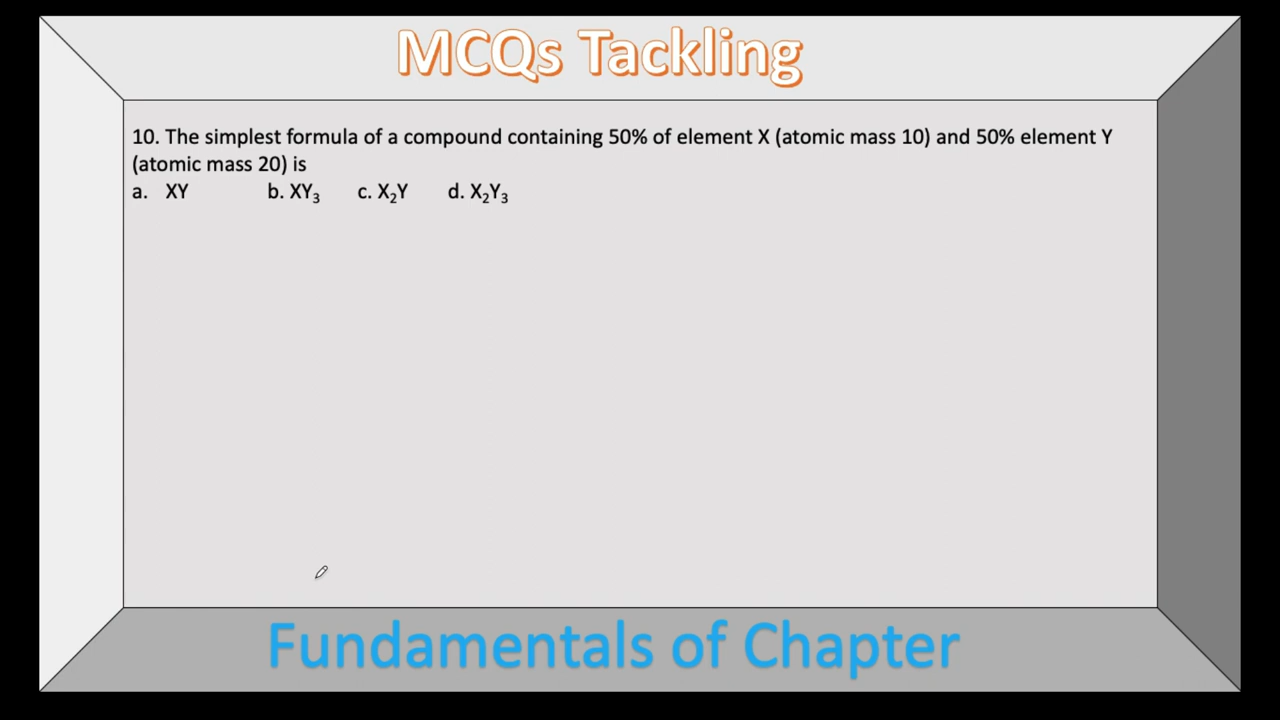 MCQs Tackling
10. The simplest formula of a compound containing 50% of element X (atomic mass 10) and 50% element Y
(atomic mass 20) is
a. XY b. XY₃ c. X₂Y d. X₂Y₃
Fundamentals of Chapter